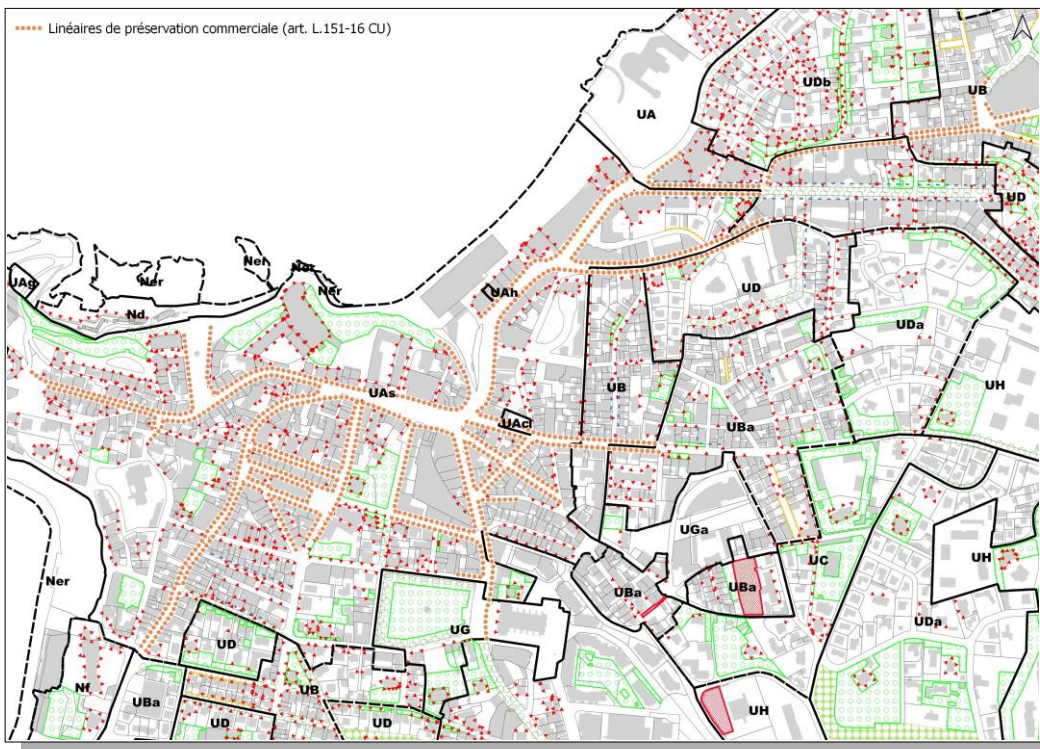 Linéaires de préservation commerciale (art. L.151-16 CU)
UDb
UB
UA
UD
Ner
Ner
Ner
Ner
UAg
Nd
UAh
UD
UDa
UH
UB
UAs
UAcl
UBa
UGa
UH
Ner
UBa
UBa
UC
UDa
UG
UD
Nf
UB
UBa
UD
UD
UH